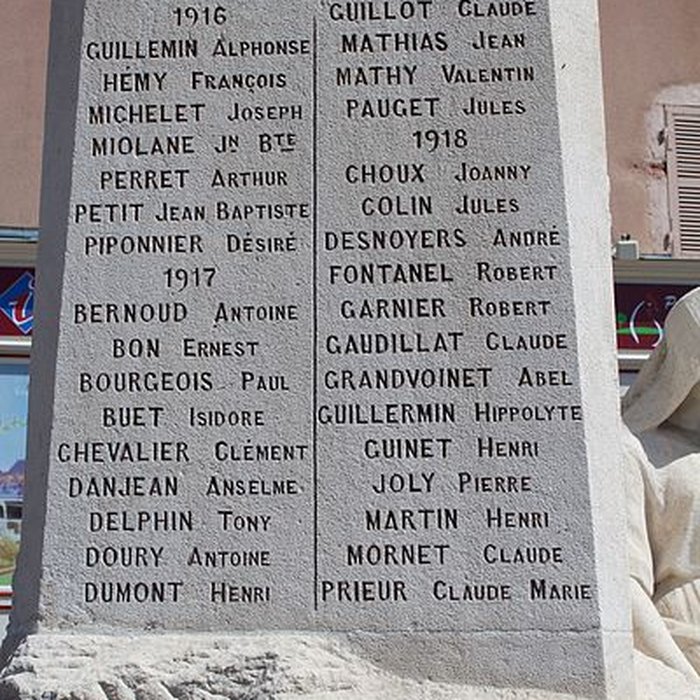 1916
GUILLEMIN ALPHONSE
HÉMY FRANÇOIS
MICHELET JOSEPH
MIOLANE JN BTE
PERRET ARTHUR
PETIT JEAN BAPTISTE
PIPONNIER DÉSIRÉ
1917
BERNOUD ANTOINE
BON ERNEST
BOURGEOIS PAUL
BUET ISIDORE
CHEVALIER CLÉMENT
DANJEAN ANSELME
DELPHIN TONY
DOURY ANTOINE
DUMONT HENRI
GUILLOT CLAUDE
MATHIAS JEAN
MATHY VALENTIN
PAUGET JULES
1918
CHOUX JOANNY
COLIN JULES
DESNOYERS ANDRÉ
FONTANEL ROBERT
GARNIER ROBERT
GAUDILLAT CLAUDE
GRANDVOINET ABEL
GUILLERMIN HIPPOLYTE
GUINET HENRI
JOLY PIERRE
MARTIN HENRI
MORNET CLAUDE
PRIEUR CLAUDE MARIE